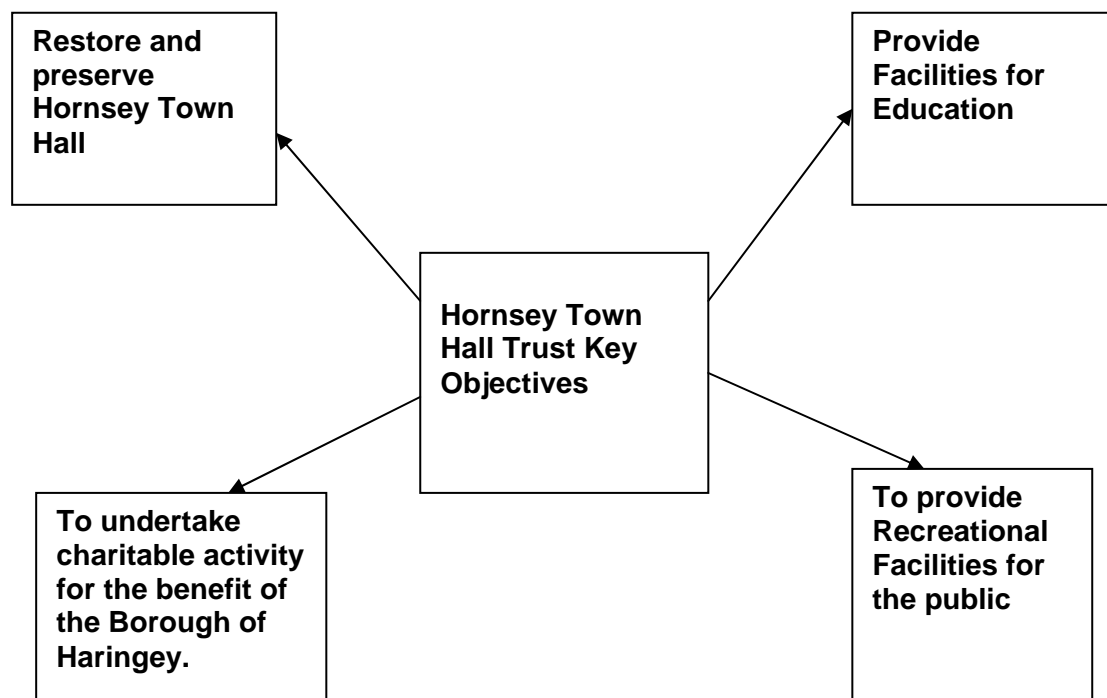 Restore and
preserve
Hornsey Town
Hall
Provide
Facilities for
Education
Hornsey Town
Hall Trust Key
Objectives
To undertake
charitable activity
for the benefit of
the Borough of
Haringey.
To provide
Recreational
Facilities for
the public